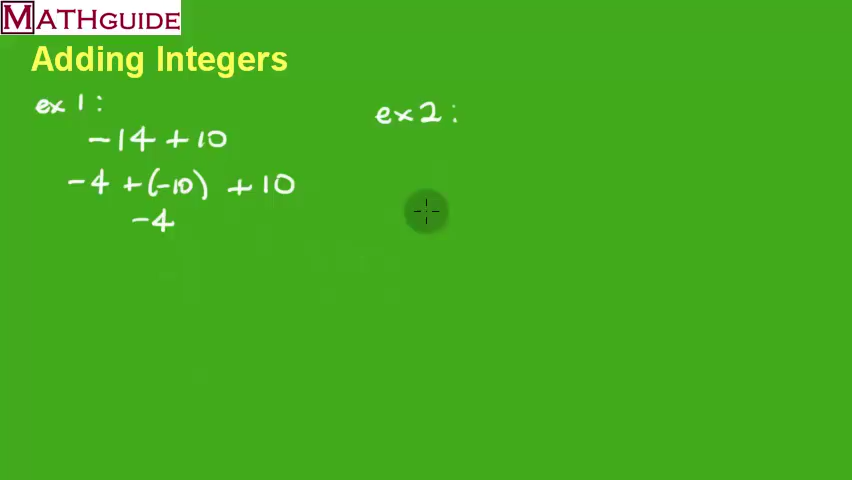 MATHGUIDE
Adding Integers
ex 1:
-14 + 10
-4 + (-10) + 10
-4
ex 2: